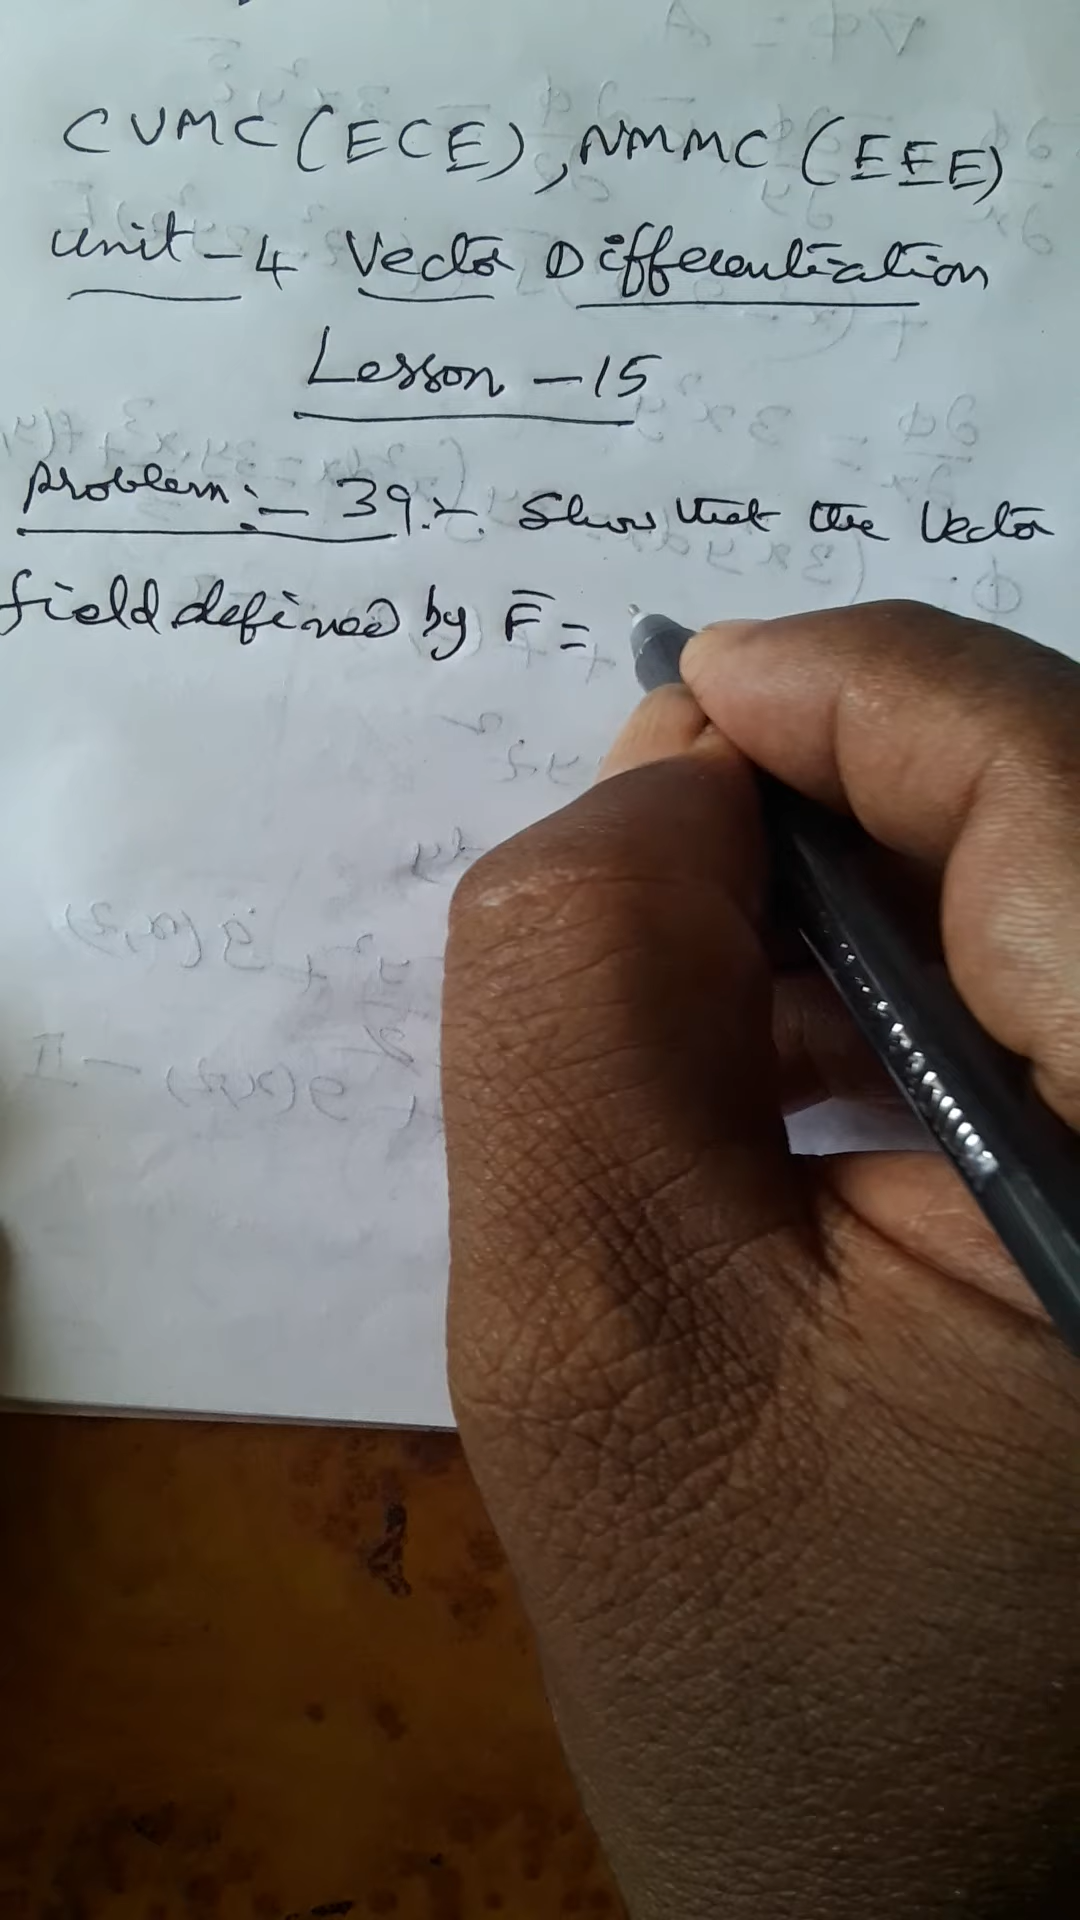 CVMC (ECE), NMMC (EEE)
Unit-4 Vector Differentiation
Lesson -15
Problem:- 39:- Show that the Vector
field defined by F̅ =